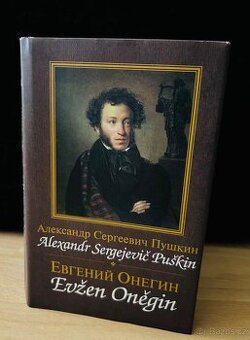 Александр Сергеевич Пушкин
Alexandr Sergejevič Puškin
Евгений Онегин
Evžen Oněgin